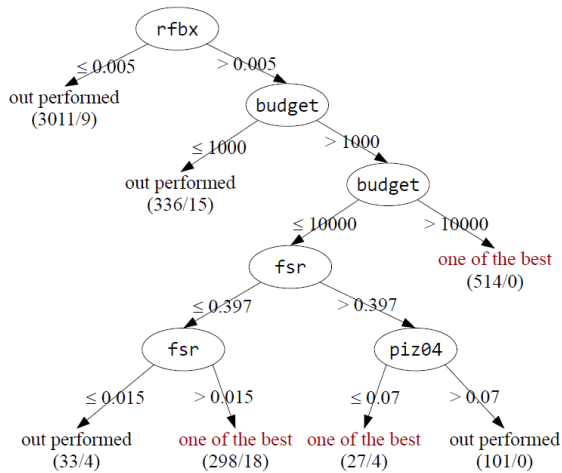 rfbx
≤ 0.005
> 0.005
out performed
(3011/9)
budget
≤ 1000
> 1000
out performed
(336/15)
budget
≤ 10000
> 10000
fsr
one of the best
(514/0)
≤ 0.397
> 0.397
fsr
piz04
≤ 0.015
> 0.015
≤ 0.07
> 0.07
out performed
(33/4)
one of the best
(298/18)
one of the best
(27/4)
out performed
(101/0)